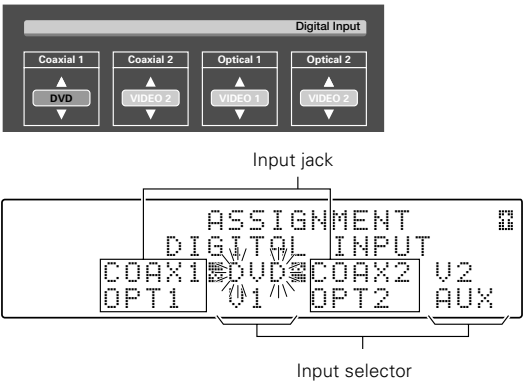 Digital Input
Coaxial 1 Coaxial 2 Optical 1 Optical 2
DVD VIDEO 2 VIDEO 1 VIDEO 2
Input jack
ASSIGNMENT
DIGITAL INPUT
COAX1 DVD COAX2 V2
OPT1 V1 OPT2 AUX
Input selector